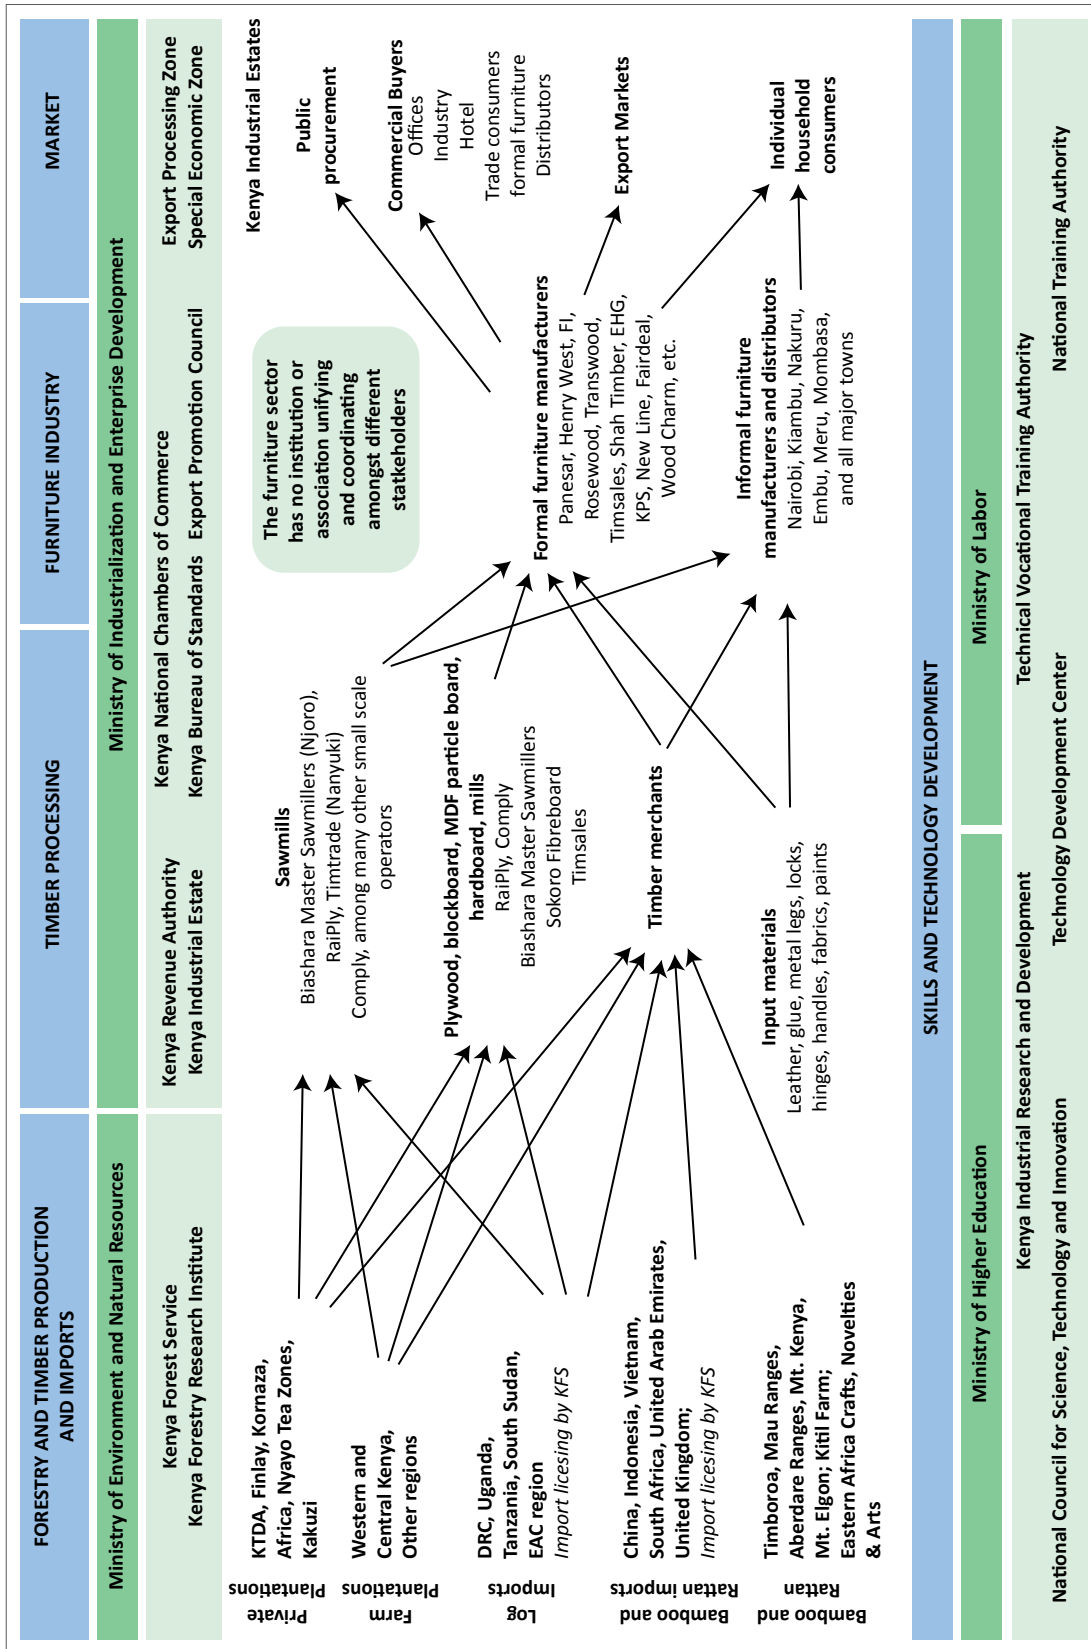 FORESTRY AND TIMBER PRODUCTION
AND IMPORTS
TIMBER PROCESSING
FURNITURE INDUSTRY
MARKET
Ministry of Environment and Natural Resources
Ministry of Industrialization and Enterprise Development
Kenya Forest Service
Kenya Forestry Research Institute
Kenya Revenue Authority
Kenya Industrial Estate
Kenya National Chambers of Commerce
Kenya Bureau of Standards
Export Promotion Council
Export Processing Zone
Special Economic Zone
Private
Plantations
KTDA, Finlay, Kornaza,
Africa, Nyayo Tea Zones,
Kakuzi
Farm
Plantations
Western and
Central Kenya,
Other regions
Log
Imports
DRC, Uganda,
Tanzania, South Sudan,
EAC region
Import licesing by KFS
Bamboo and
Rattan imports
China, Indonesia, Vietnam,
South Africa, United Arab Emirates,
United Kingdom;
Import licesing by KFS
Bamboo and
Rattan
Timboroa, Mau Ranges,
Aberdare Ranges, Mt. Kenya,
Mt. Elgon; Kitil Farm;
Eastern Africa Crafts, Novelties
& Arts
Sawmills
Biashara Master Sawmillers (Njoro),
RaiPly, Timtrade (Nanyuki)
Comply, among many other small scale
operators
Plywood, blockboard, MDF particle board,
hardboard, mills
RaiPly, Comply
Biashara Master Sawmillers
Sokoro Fibreboard
Timsales
Timber merchants
Input materials
Leather, glue, metal legs, locks,
hinges, handles, fabrics, paints
The furniture sector
has no institution or
association unifying
and coordinating
amongst different
statkeholders
Formal furniture manufacturers
Panesar, Henry West, FI,
Rosewood, Transwood,
Timsales, Shah Timber, EHG,
KPS, New Line, Fairdeal,
Wood Charm, etc.
Informal furniture
manufacturers and distributors
Nairobi, Kiambu, Nakuru,
Embu, Meru, Mombasa,
and all major towns
Kenya Industrial Estates
Public
procurement
Commercial Buyers
Offices
Industry
Hotel
Trade consumers
formal furniture
Distributors
Export Markets
Individual
household
consumers
SKILLS AND TECHNOLOGY DEVELOPMENT
Ministry of Higher Education
Ministry of Labor
Kenya Industrial Research and Development
Technical Vocational Training Authority
National Council for Science, Technology and Innovation
Technology Development Center
National Training Authority